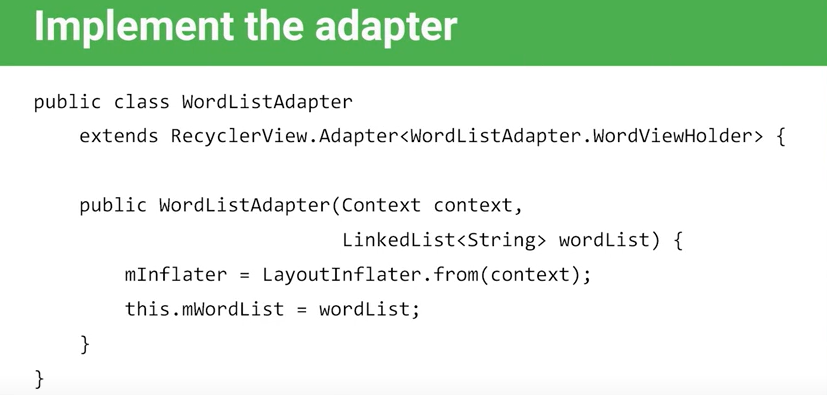 Implement the adapter
public class WordListAdapter
extends RecyclerView.Adapter<WordListAdapter.WordViewHolder> {
public WordListAdapter(Context context,
LinkedList<String> wordList) {
mInflater = LayoutInflater.from(context);
this.mWordList = wordList;
}
}